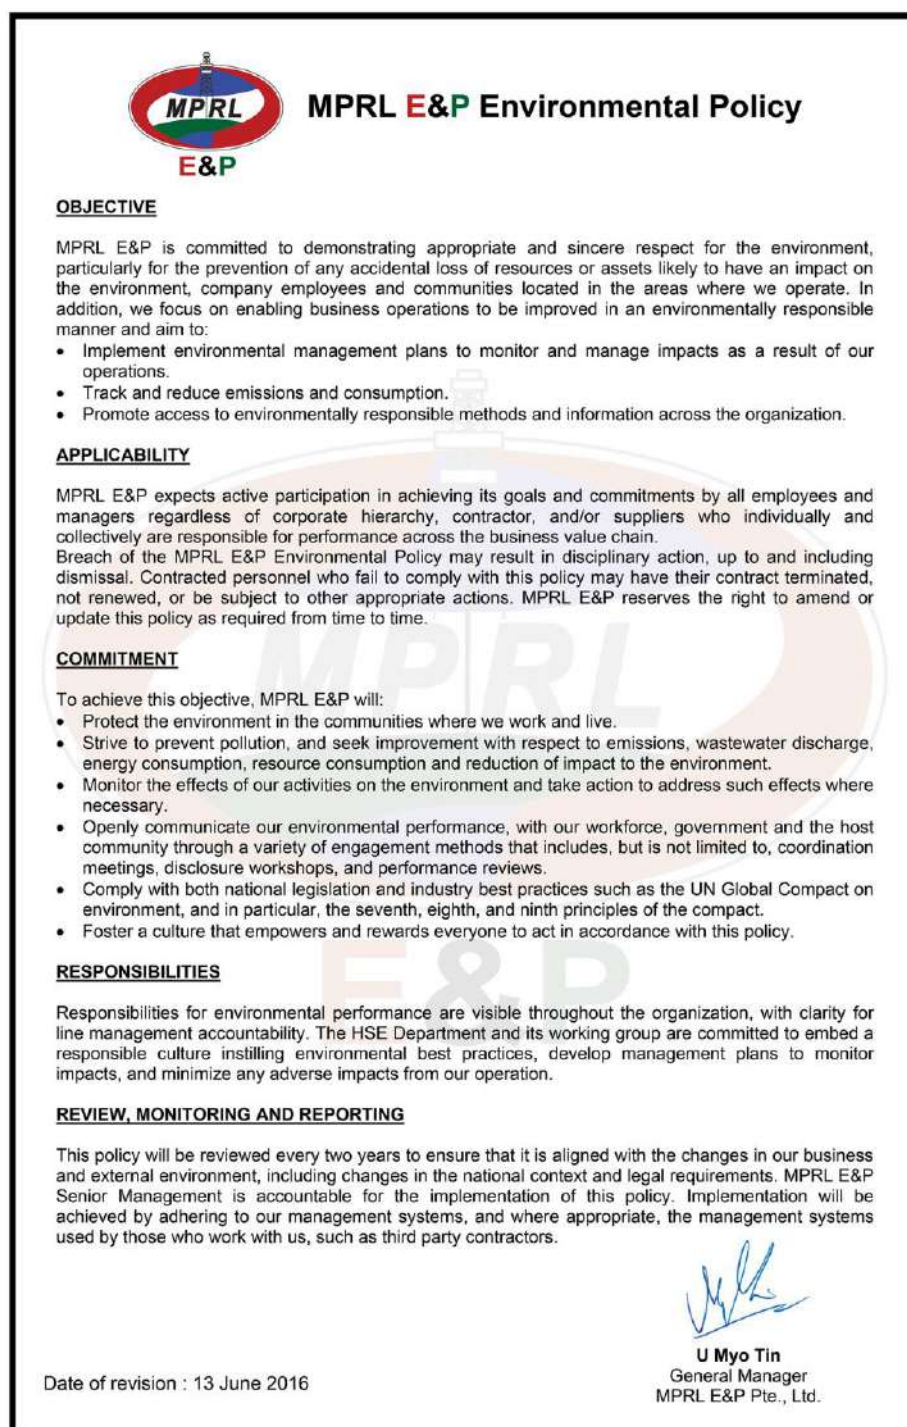 MPRL
E&P
MPRL E&P Environmental Policy
OBJECTIVE
MPRL E&P is committed to demonstrating appropriate and sincere respect for the environment,
particularly for the prevention of any accidental loss of resources or assets likely to have an impact on
the environment, company employees and communities located in the areas where we operate. In
addition, we focus on enabling business operations to be improved in an environmentally responsible
manner and aim to:
• Implement environmental management plans to monitor and manage impacts as a result of our
operations.
• Track and reduce emissions and consumption.
• Promote access to environmentally responsible methods and information across the organization.
APPLICABILITY
MPRL E&P expects active participation in achieving its goals and commitments by all employees and
managers regardless of corporate hierarchy, contractor, and/or suppliers who individually and
collectively are responsible for performance across the business value chain.
Breach of the MPRL E&P Environmental Policy may result in disciplinary action, up to and including
dismissal. Contracted personnel who fail to comply with this policy may have their contract terminated,
not renewed, or be subject to other appropriate actions. MPRL E&P reserves the right to amend or
update this policy as required from time to time.
COMMITMENT
To achieve this objective, MPRL E&P will:
• Protect the environment in the communities where we work and live.
• Strive to prevent pollution, and seek improvement with respect to emissions, wastewater discharge,
energy consumption, resource consumption and reduction of impact to the environment.
• Monitor the effects of our activities on the environment and take action to address such effects where
necessary.
• Openly communicate our environmental performance, with our workforce, government and the host
community through a variety of engagement methods that includes, but is not limited to, coordination
meetings, disclosure workshops, and performance reviews.
• Comply with both national legislation and industry best practices such as the UN Global Compact on
environment, and in particular, the seventh, eighth, and ninth principles of the compact.
• Foster a culture that empowers and rewards everyone to act in accordance with this policy.
RESPONSIBILITIES
Responsibilities for environmental performance are visible throughout the organization, with clarity for
line management accountability. The HSE Department and its working group are committed to embed a
responsible culture instilling environmental best practices, develop management plans to monitor
impacts, and minimize any adverse impacts from our operation.
REVIEW, MONITORING AND REPORTING
This policy will be reviewed every two years to ensure that it is aligned with the changes in our business
and external environment, including changes in the national context and legal requirements. MPRL E&P
Senior Management is accountable for the implementation of this policy. Implementation will be
achieved by adhering to our management systems, and where appropriate, the management systems
used by those who work with us, such as third party contractors.
U Myo Tin
General Manager
MPRL E&P Pte., Ltd.
Date of revision : 13 June 2016
MPRL
E&P